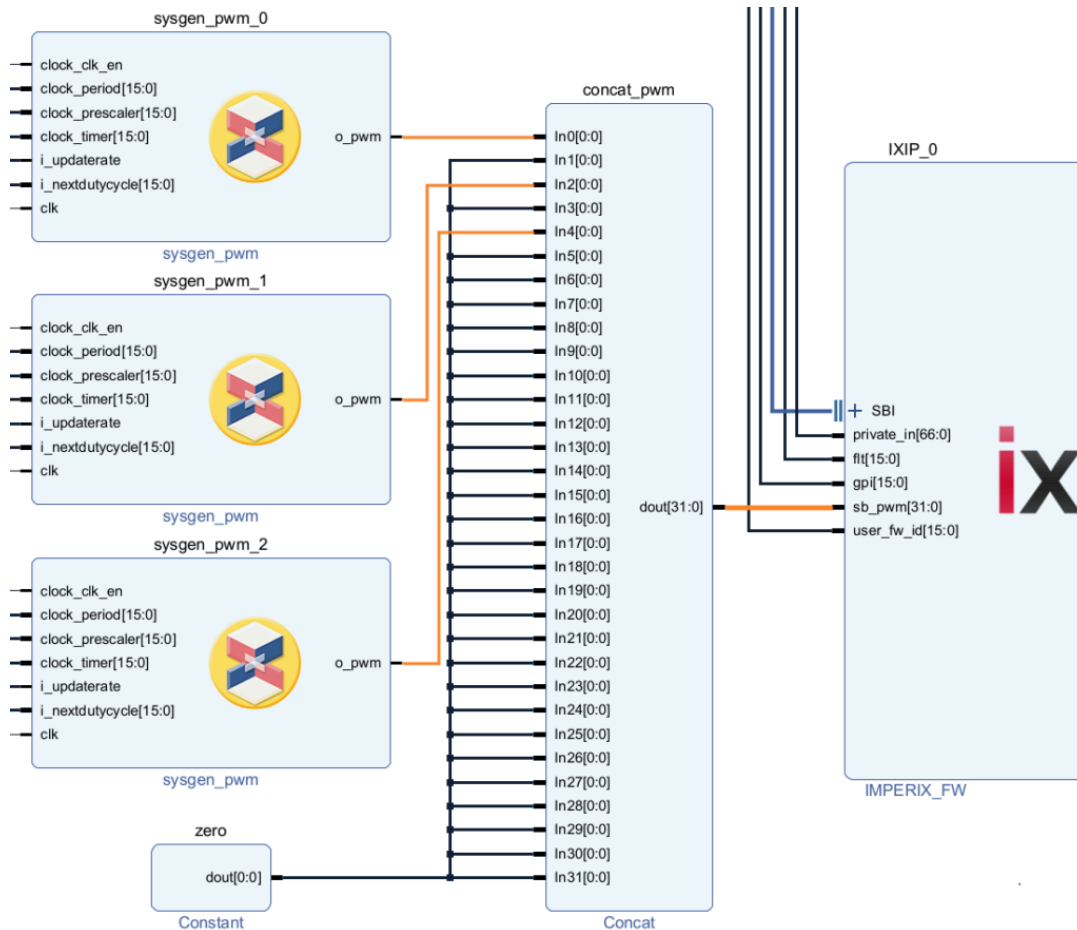 sysgen_pwm_0
clock_clk_en
clock_period[15:0]
clock_prescaler[15:0]
clock_timer[15:0]
i_updaterate
i_nextdutycycle[15:0]
clk
o_pwm
sysgen_pwm
sysgen_pwm_1
clock_clk_en
clock_period[15:0]
clock_prescaler[15:0]
clock_timer[15:0]
i_updaterate
i_nextdutycycle[15:0]
clk
o_pwm
sysgen_pwm
sysgen_pwm_2
clock_clk_en
clock_period[15:0]
clock_prescaler[15:0]
clock_timer[15:0]
i_updaterate
i_nextdutycycle[15:0]
clk
o_pwm
sysgen_pwm
zero
dout[0:0]
Constant
concat_pwm
In0[0:0]
In1[0:0]
In2[0:0]
In3[0:0]
In4[0:0]
In5[0:0]
In6[0:0]
In7[0:0]
In8[0:0]
In9[0:0]
In10[0:0]
In11[0:0]
In12[0:0]
In13[0:0]
In14[0:0]
In15[0:0]
In16[0:0]
In17[0:0]
In18[0:0]
In19[0:0]
In20[0:0]
In21[0:0]
In22[0:0]
In23[0:0]
In24[0:0]
In25[0:0]
In26[0:0]
In27[0:0]
In28[0:0]
In29[0:0]
In30[0:0]
In31[0:0]
dout[31:0]
Concat
IXIP_0
SBI
private_in[66:0]
flt[15:0]
gpi[15:0]
sb_pwm[31:0]
user_fw_id[15:0]
ix
IMPERIX_FW